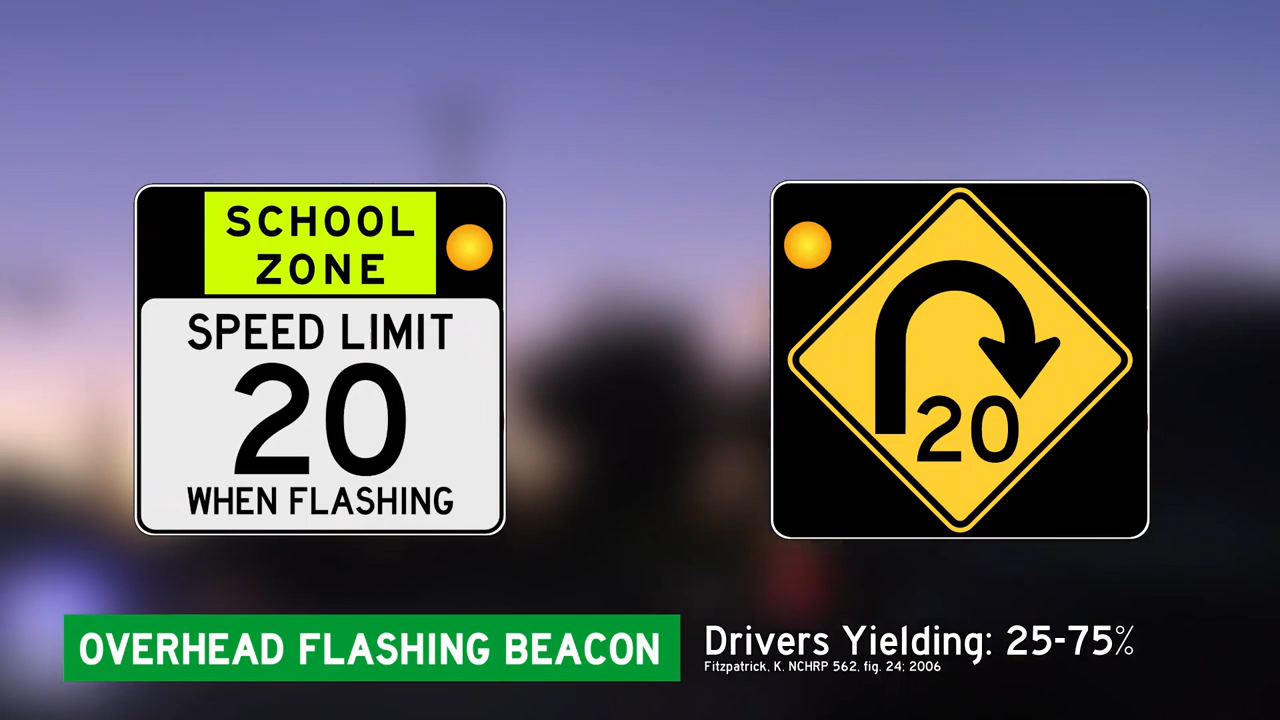 SCHOOL
ZONE
SPEED LIMIT
20
WHEN FLASHING
20
OVERHEAD FLASHING BEACON
Drivers Yielding: 25-75%
Fitzpatrick, K. NCHRP 562, fig. 24; 2006